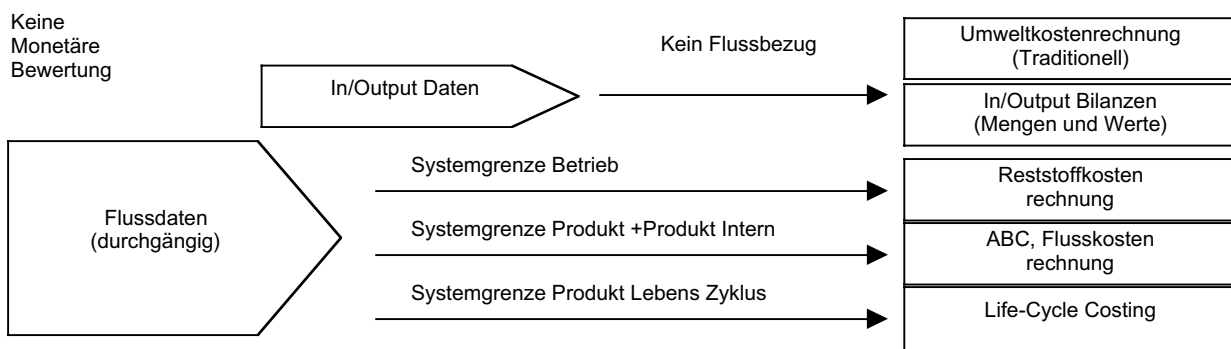 Keine
Monetäre
Bewertung
In/Output Daten
Kein Flussbezug
Umweltkostenrechnung
(Traditionell)
In/Output Bilanzen
(Mengen und Werte)
Flussdaten
(durchgängig)
Systemgrenze Betrieb
Reststoffkosten
rechnung
Systemgrenze Produkt +Produkt Intern
ABC, Flusskosten
rechnung
Systemgrenze Produkt Lebens Zyklus
Life-Cycle Costing